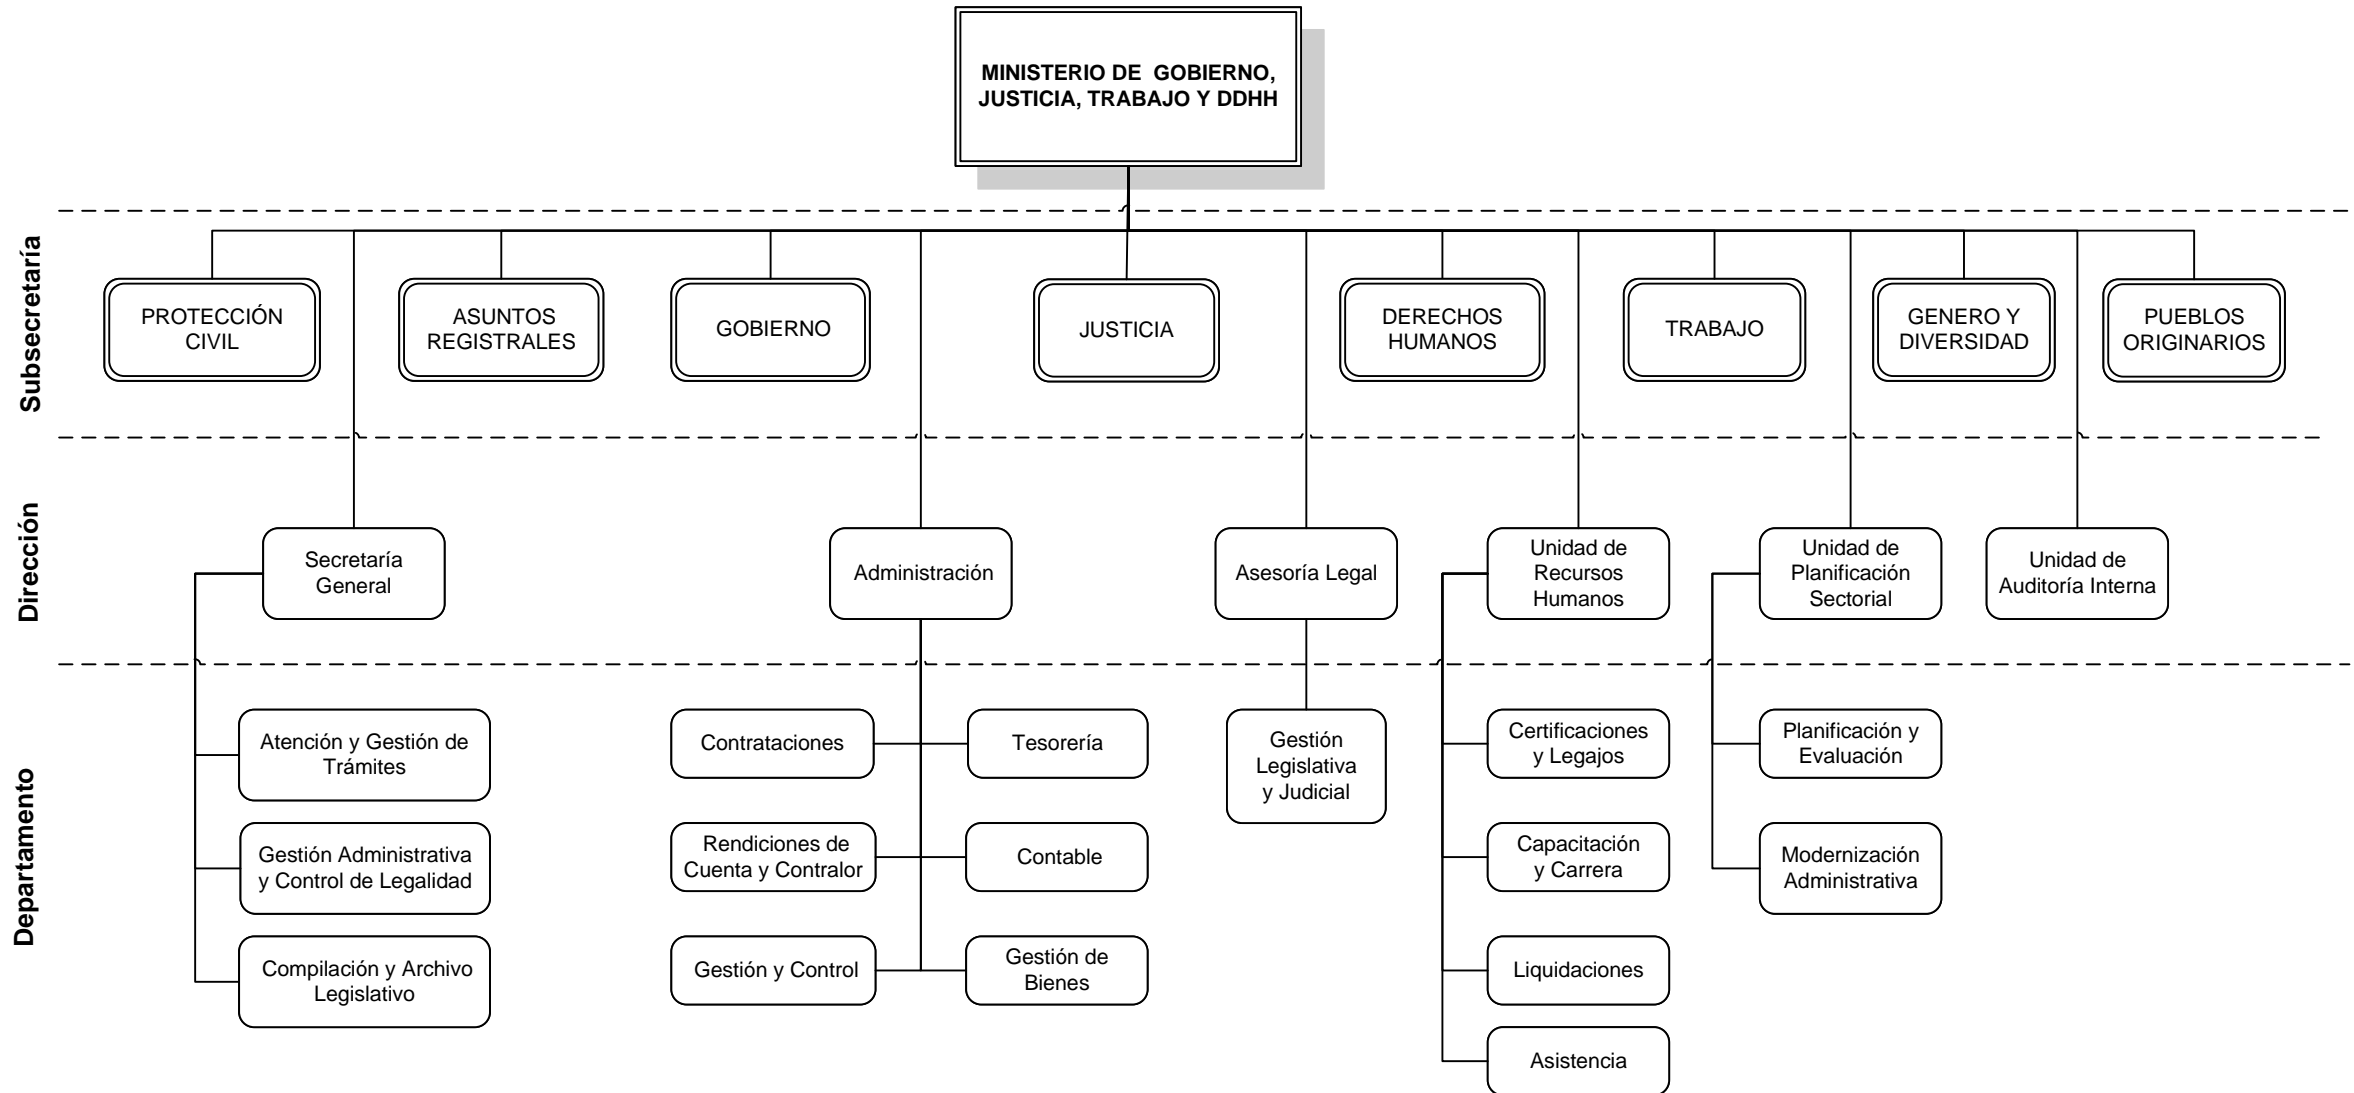 MINISTERIO DE GOBIERNO,
JUSTICIA, TRABAJO Y DDHH
Subsecretaría
PROTECCIÓN
CIVIL
ASUNTOS
REGISTRALES
GOBIERNO
JUSTICIA
DERECHOS
HUMANOS
TRABAJO
GENERO Y
DIVERSIDAD
PUEBLOS
ORIGINARIOS
Dirección
Secretaría
General
Administración
Asesoría Legal
Unidad de
Recursos
Humanos
Unidad de
Planificación
Sectorial
Unidad de
Auditoría Interna
Departamento
Atención y Gestión de
Trámites
Gestión Administrativa
y Control de Legalidad
Compilación y Archivo
Legislativo
Contrataciones
Tesorería
Rendiciones de
Cuenta y Contralor
Contable
Gestión y Control
Gestión de
Bienes
Gestión
Legislativa
y Judicial
Certificaciones
y Legajos
Capacitación
y Carrera
Liquidaciones
Asistencia
Planificación y
Evaluación
Modernización
Administrativa